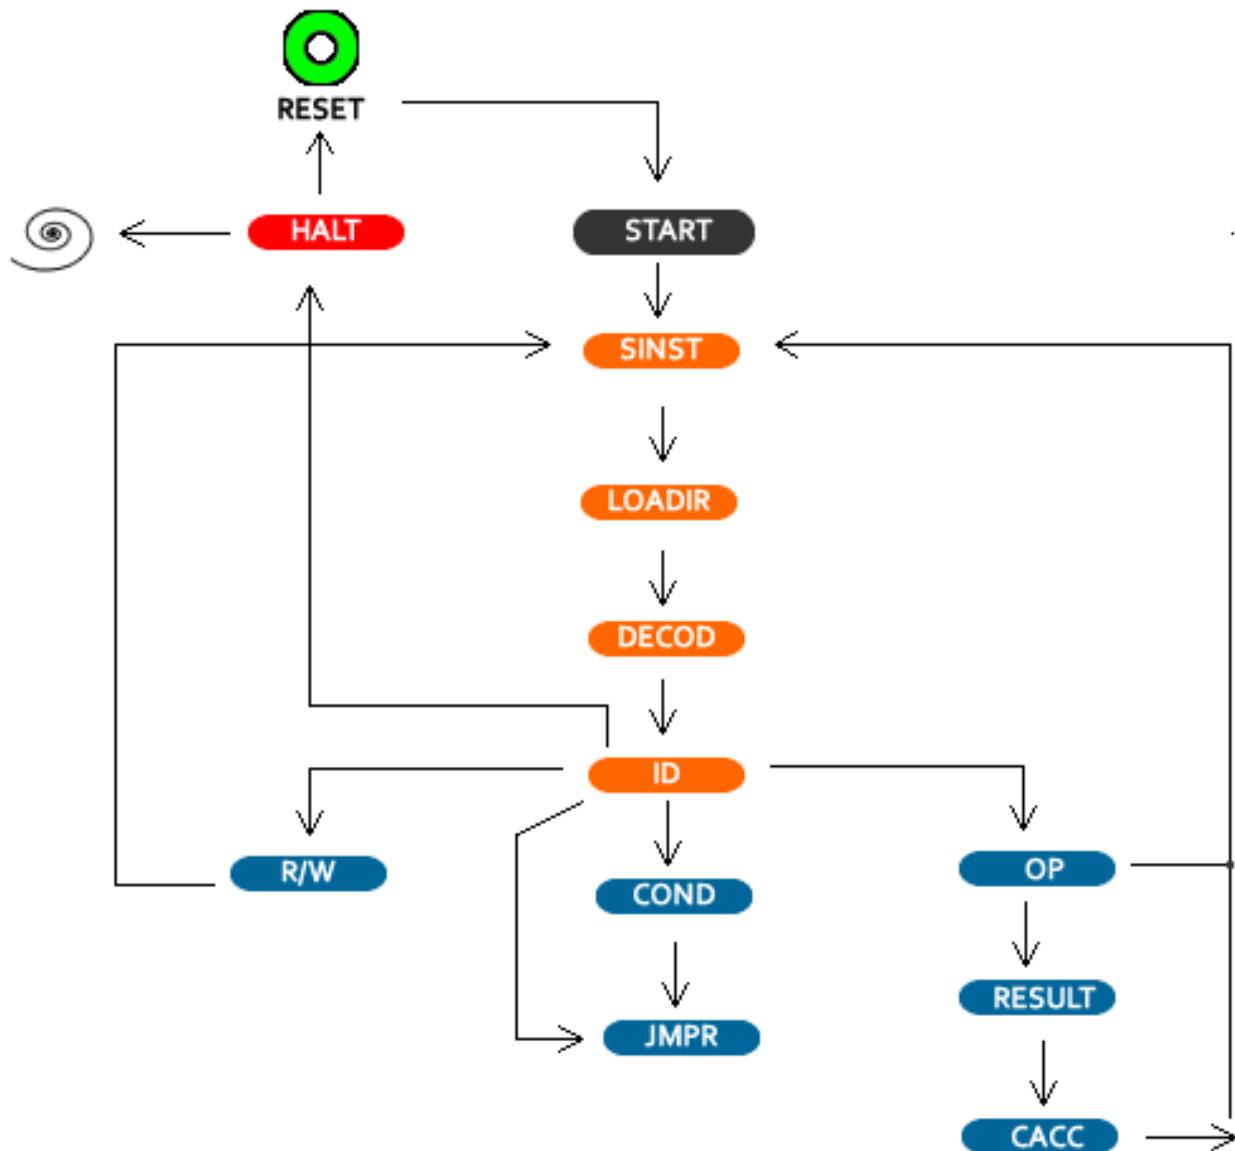 RESET
HALT
START
SINST
LOADIR
DECOD
ID
R/W
OP
COND
RESULT
JMPR
CACC